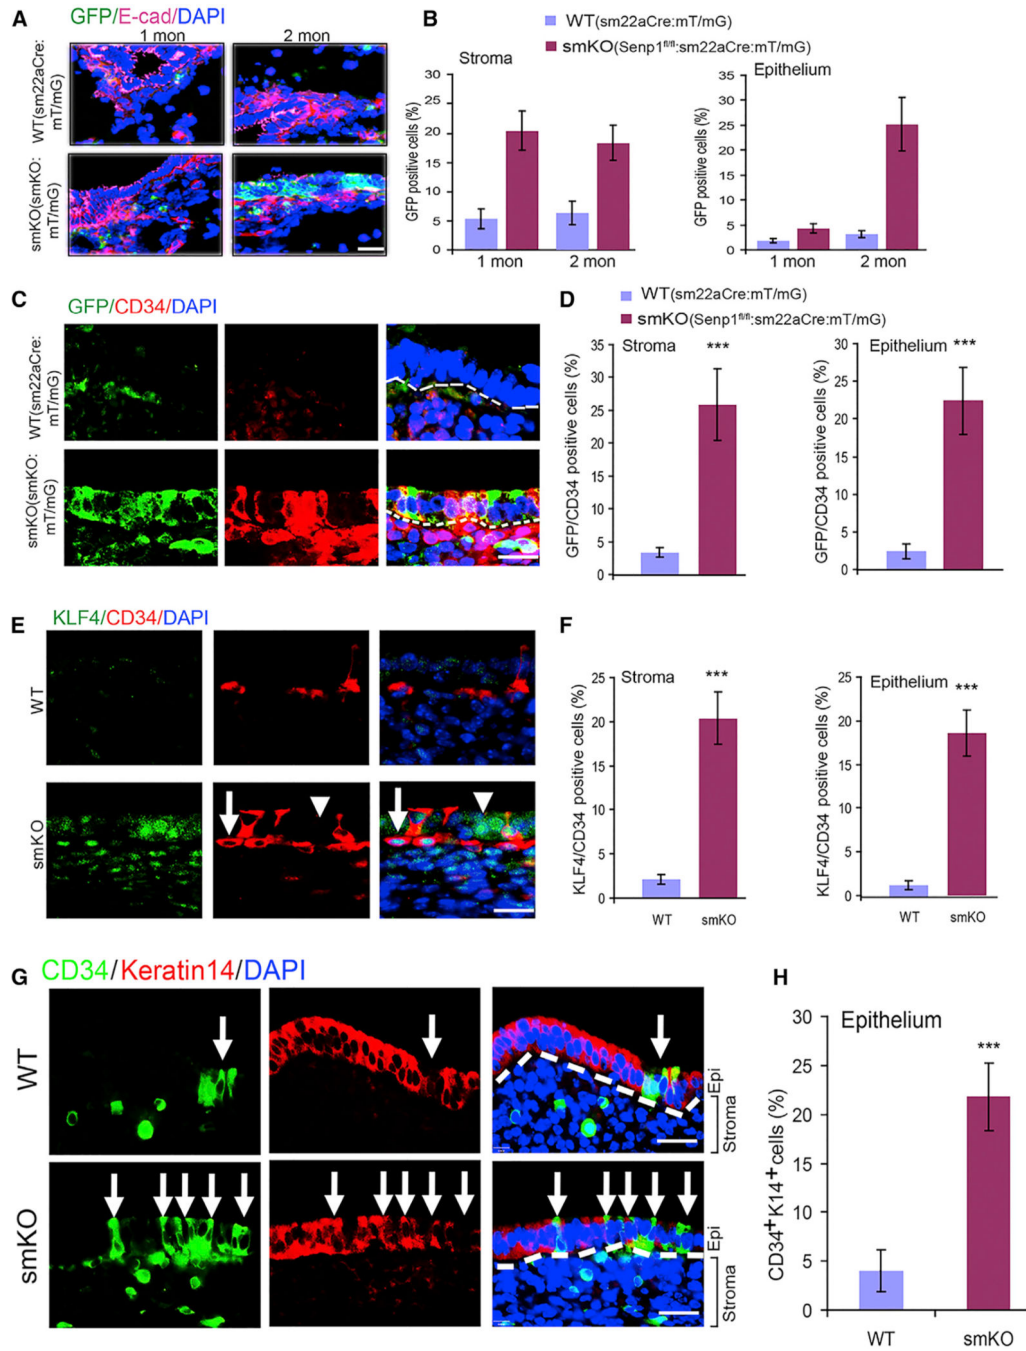 A
GFP/E-cad/DAPI
1 mon
2 mon
WT(sm22aCre:
mT/mG)
smKO(smKO:
mT/mG)
B
WT(sm22aCre:mT/mG)
smKO(Senp1fl/fl:sm22aCre:mT/mG)
Stroma
GFP positive cells (%)
30
25
20
15
10
5
0
1 mon
2 mon
Epithelium
GFP positive cells (%)
35
30
25
20
15
10
5
0
1 mon
2 mon
C
GFP/CD34/DAPI
WT(sm22aCre:
mT/mG)
smKO(smKO:
mT/mG)
D
WT(sm22aCre:mT/mG)
smKO(Senp1fl/fl:sm22aCre:mT/mG)
Stroma
***
GFP/CD34 positive cells (%)
35
30
25
20
15
10
5
0
Epithelium
***
GFP/CD34 positive cells (%)
30
25
20
15
10
5
0
E
KLF4/CD34/DAPI
WT
smKO
F
Stroma
***
KLF4/CD34 positive cells (%)
25
20
15
10
5
0
WT
smKO
Epithelium
***
KLF4/CD34 positive cells (%)
25
20
15
10
5
0
WT
smKO
G
CD34/Keratin14/DAPI
WT
Epi
Stroma
smKO
Epi
Stroma
H
Epithelium
***
CD34+K14+cells (%)
30
25
20
15
10
5
0
WT
smKO